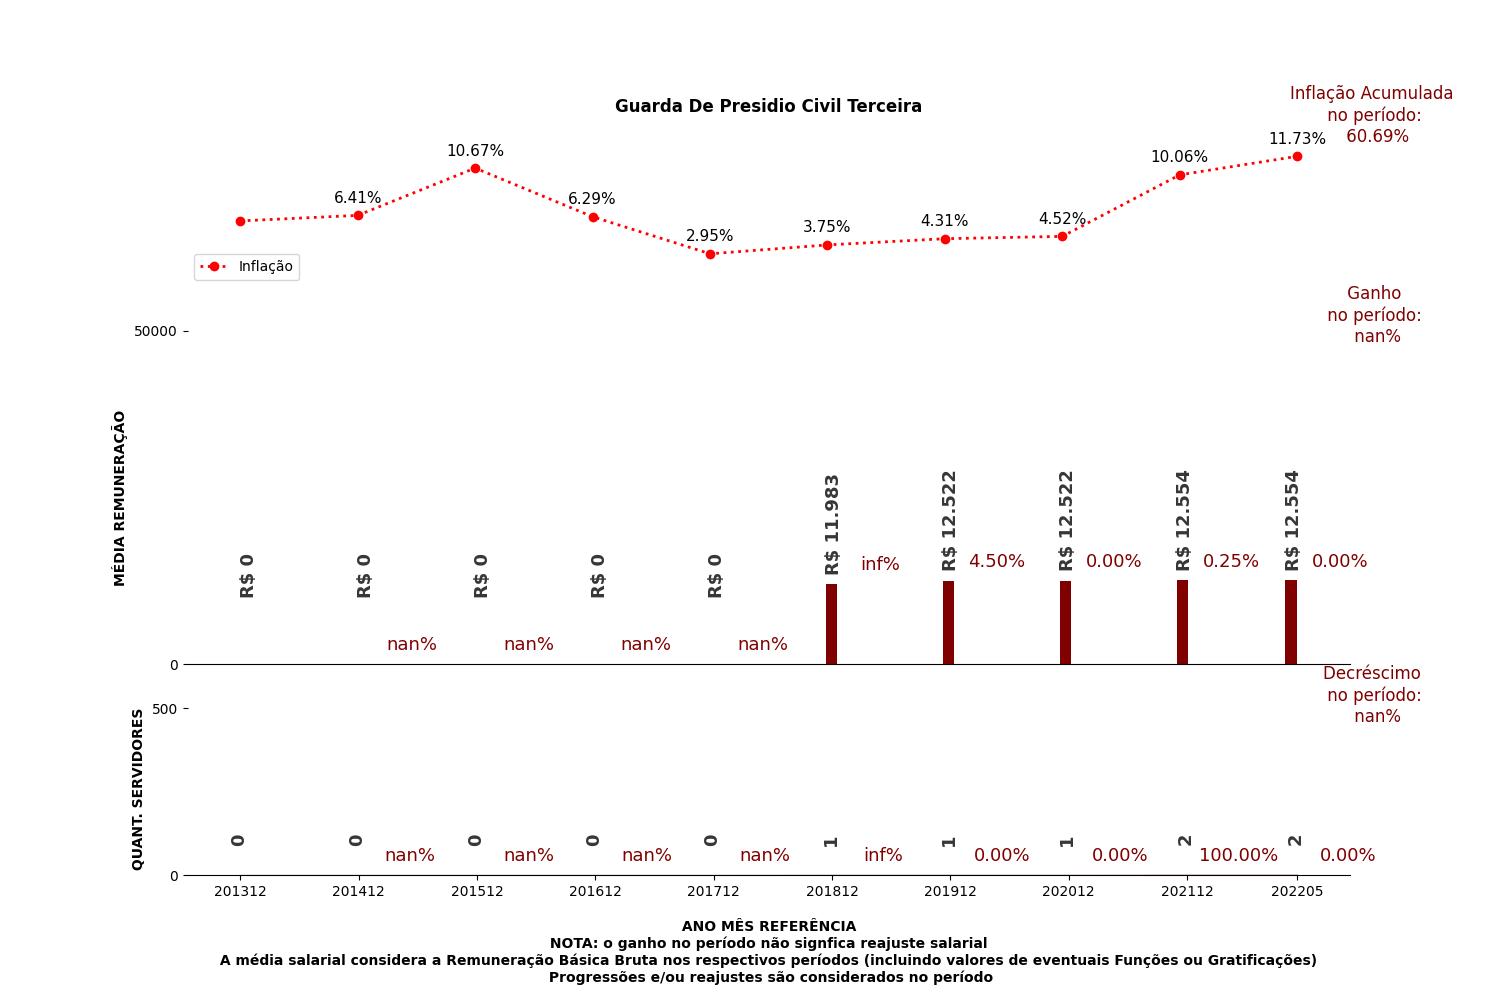 Guarda De Presidio Civil Terceira
Inflação Acumulada
no período:
60.69%
6.41%
10.67%
6.29%
2.95%
3.75%
4.31%
4.52%
10.06%
11.73%
Inflação
Ganho
no período:
nan%
50000
0
MÉDIA REMUNERAÇÃO
R$ 0
R$ 0
R$ 0
R$ 0
R$ 0
R$ 11.983
R$ 12.522
R$ 12.522
R$ 12.554
R$ 12.554
nan%
nan%
nan%
nan%
inf%
4.50%
0.00%
0.25%
0.00%
Decréscimo
no período:
nan%
500
0
QUANT. SERVIDORES
0
0
0
0
0
1
1
1
2
2
nan%
nan%
nan%
nan%
inf%
0.00%
0.00%
100.00%
0.00%
201312
201412
201512
201612
201712
201812
201912
202012
202112
202205
ANO MÊS REFERÊNCIA
NOTA: o ganho no período não signfica reajuste salarial
A média salarial considera a Remuneração Básica Bruta nos respectivos períodos (incluindo valores de eventuais Funções ou Gratificações)
Progressões e/ou reajustes são considerados no período